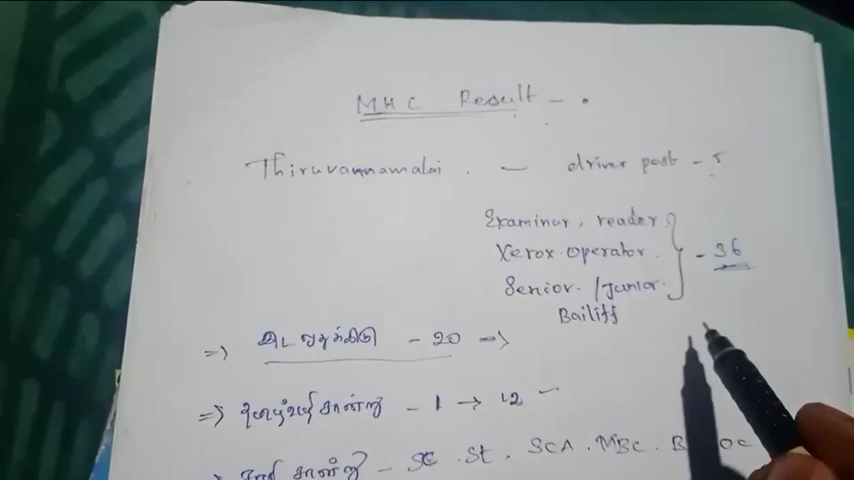 MHC Result - .
Thiruvannamalai . - driver post - 5
Examinor, reader
Xerox operator
Senior. / Junior.
Bailiff
} - 36
=> இடஒதுக்கீடு - 20 =>
=> சான்று - 1 -> 12 -
சான்று - SC . St . SCA . MBC .